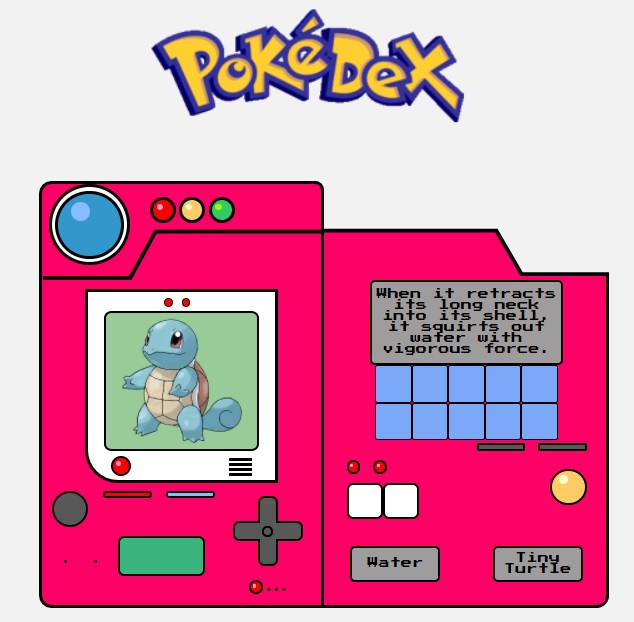 PoKéDeX
When it retracts
its long neck
into its shell,
it squirts out
water with
vigorous force.
Water
Tiny
Turtle